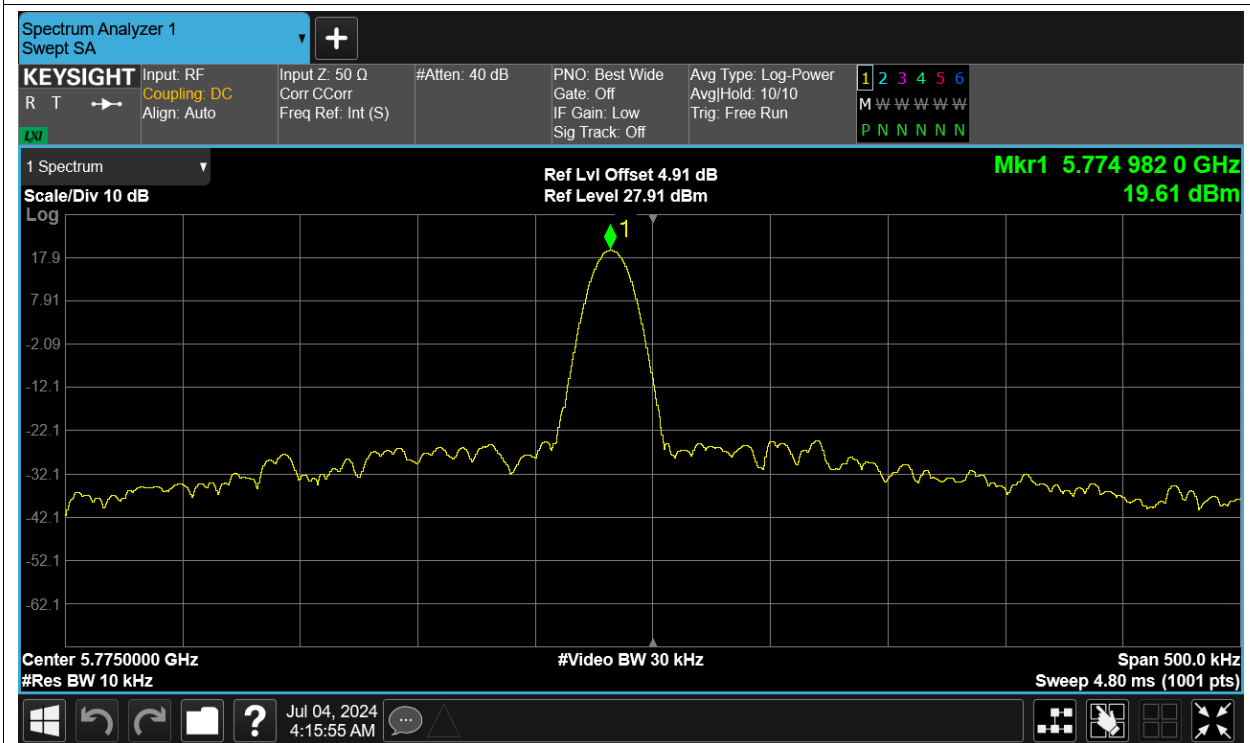 Spectrum Analyzer 1
Swept SA
KEYSIGHT
R T
LXI
Input: RF
Coupling: DC
Align: Auto
Input Z: 50 Ω
Corr CCorr
Freq Ref: Int (S)
#Atten: 40 dB
PNO: Best Wide
Gate: Off
IF Gain: Low
Sig Track: Off
Avg Type: Log-Power
Avg|Hold: 10/10
Trig: Free Run
1 2 3 4 5 6
M W W W W W
P N N N N N
1 Spectrum
Scale/Div 10 dB
Log
Ref Lvl Offset 4.91 dB
Ref Level 27.91 dBm
Mkr1 5.774 982 0 GHz
19.61 dBm
1
17.9
7.91
-2.09
-12.1
-22.1
-32.1
-42.1
-52.1
-62.1
Center 5.7750000 GHz
#Res BW 10 kHz
#Video BW 30 kHz
Span 500.0 kHz
Sweep 4.80 ms (1001 pts)
?
Jul 04, 2024
4:15:55 AM